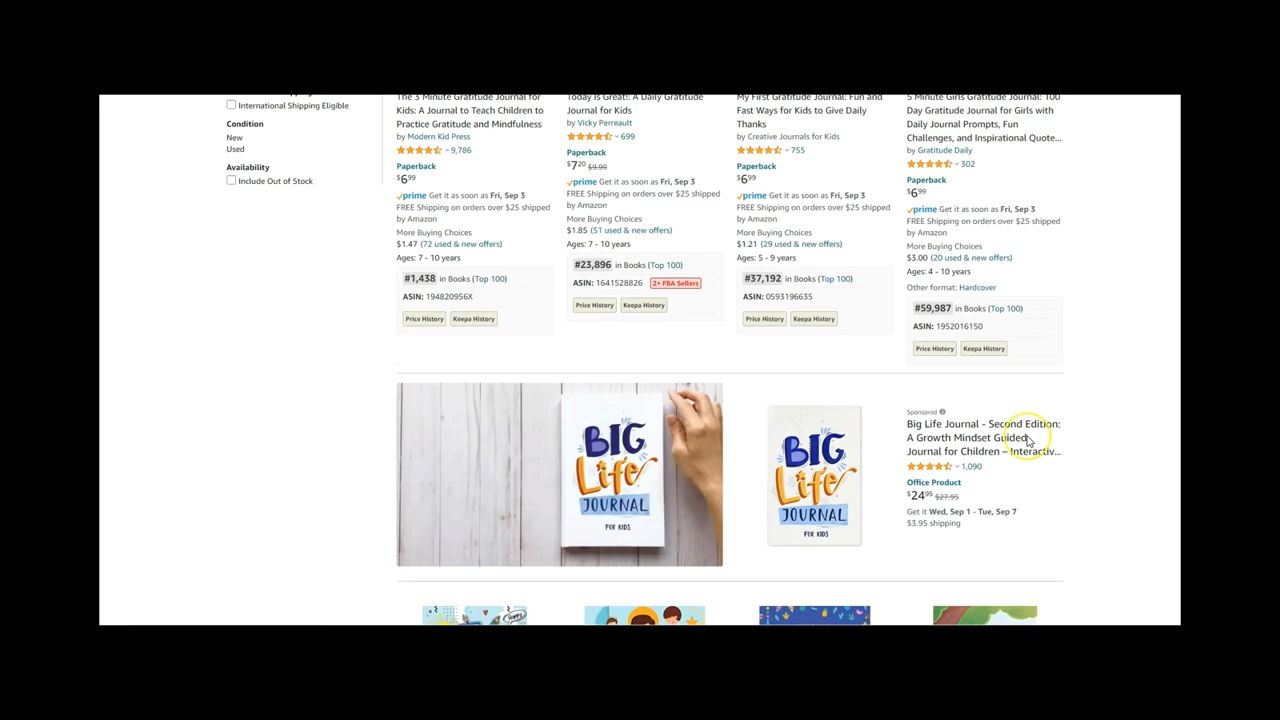 International Shipping Eligible
Condition
New
Used
Availability
Include Out of Stock
The 3 Minute Gratitude Journal for
Kids: A Journal to Teach Children to
Practice Gratitude and Mindfulness
by Modern Kid Press
9,786
Paperback
$6.99
prime Get it as soon as Fri, Sep 3
FREE Shipping on orders over $25 shipped
by Amazon
More Buying Choices
$1.47 (72 used & new offers)
Ages: 7 - 10 years
#1,438 in Books (Top 100)
ASIN: 194820956X
Price History Keepa History
Today Is Great!: A Daily Gratitude
Journal for Kids
by Vicky Perreault
699
Paperback
$7.20 $9.99
prime Get it as soon as Fri, Sep 3
FREE Shipping on orders over $25 shipped
by Amazon
More Buying Choices
$1.85 (51 used & new offers)
Ages: 7 - 10 years
#23,896 in Books (Top 100)
ASIN: 1641528826 2+ FBA Sellers
Price History Keepa History
My First Gratitude Journal: Fun and
Fast Ways for Kids to Give Daily
Thanks
by Creative Journals for Kids
755
Paperback
$6.99
prime Get it as soon as Fri, Sep 3
FREE Shipping on orders over $25 shipped
by Amazon
More Buying Choices
$1.21 (29 used & new offers)
Ages: 5 - 9 years
#37,192 in Books (Top 100)
ASIN: 0593196635
Price History Keepa History
5 Minute Girls Gratitude Journal: 100
Day Gratitude Journal for Girls with
Daily Journal Prompts, Fun
Challenges, and Inspirational Quote...
by Gratitude Daily
302
Paperback
$6.99
prime Get it as soon as Fri, Sep 3
FREE Shipping on orders over $25 shipped
by Amazon
More Buying Choices
$3.00 (20 used & new offers)
Ages: 4 - 10 years
Other format: Hardcover
#59,987 in Books (Top 100)
ASIN: 1952016150
Price History Keepa History
BIG
Life
JOURNAL
FOR KIDS
BIG
Life
JOURNAL
FOR KIDS
Sponsored
Big Life Journal - Second Edition:
A Growth Mindset Guided
Journal for Children – Interactiv...
1,090
Office Product
$24.95 $27.95
Get it Wed, Sep 1 - Tue, Sep 7
$3.95 shipping